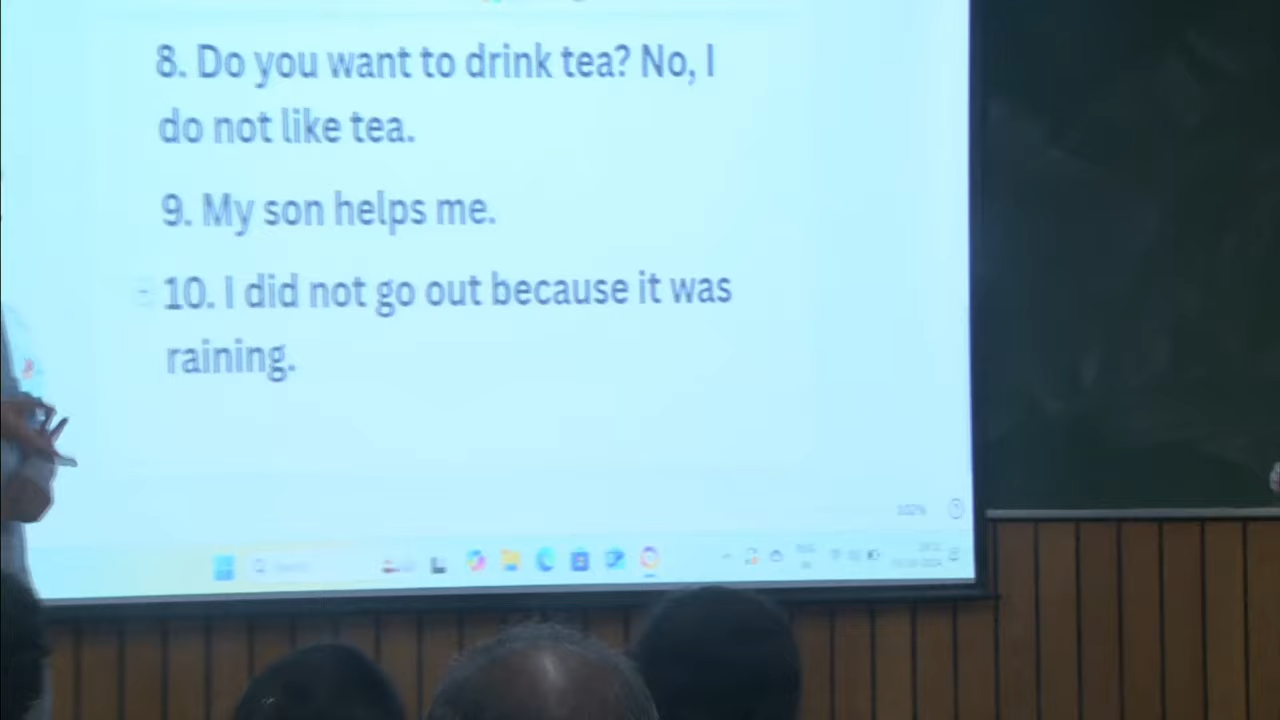 8. Do you want to drink tea? No, I
do not like tea.
9. My son helps me.
10. I did not go out because it was
raining.
102%